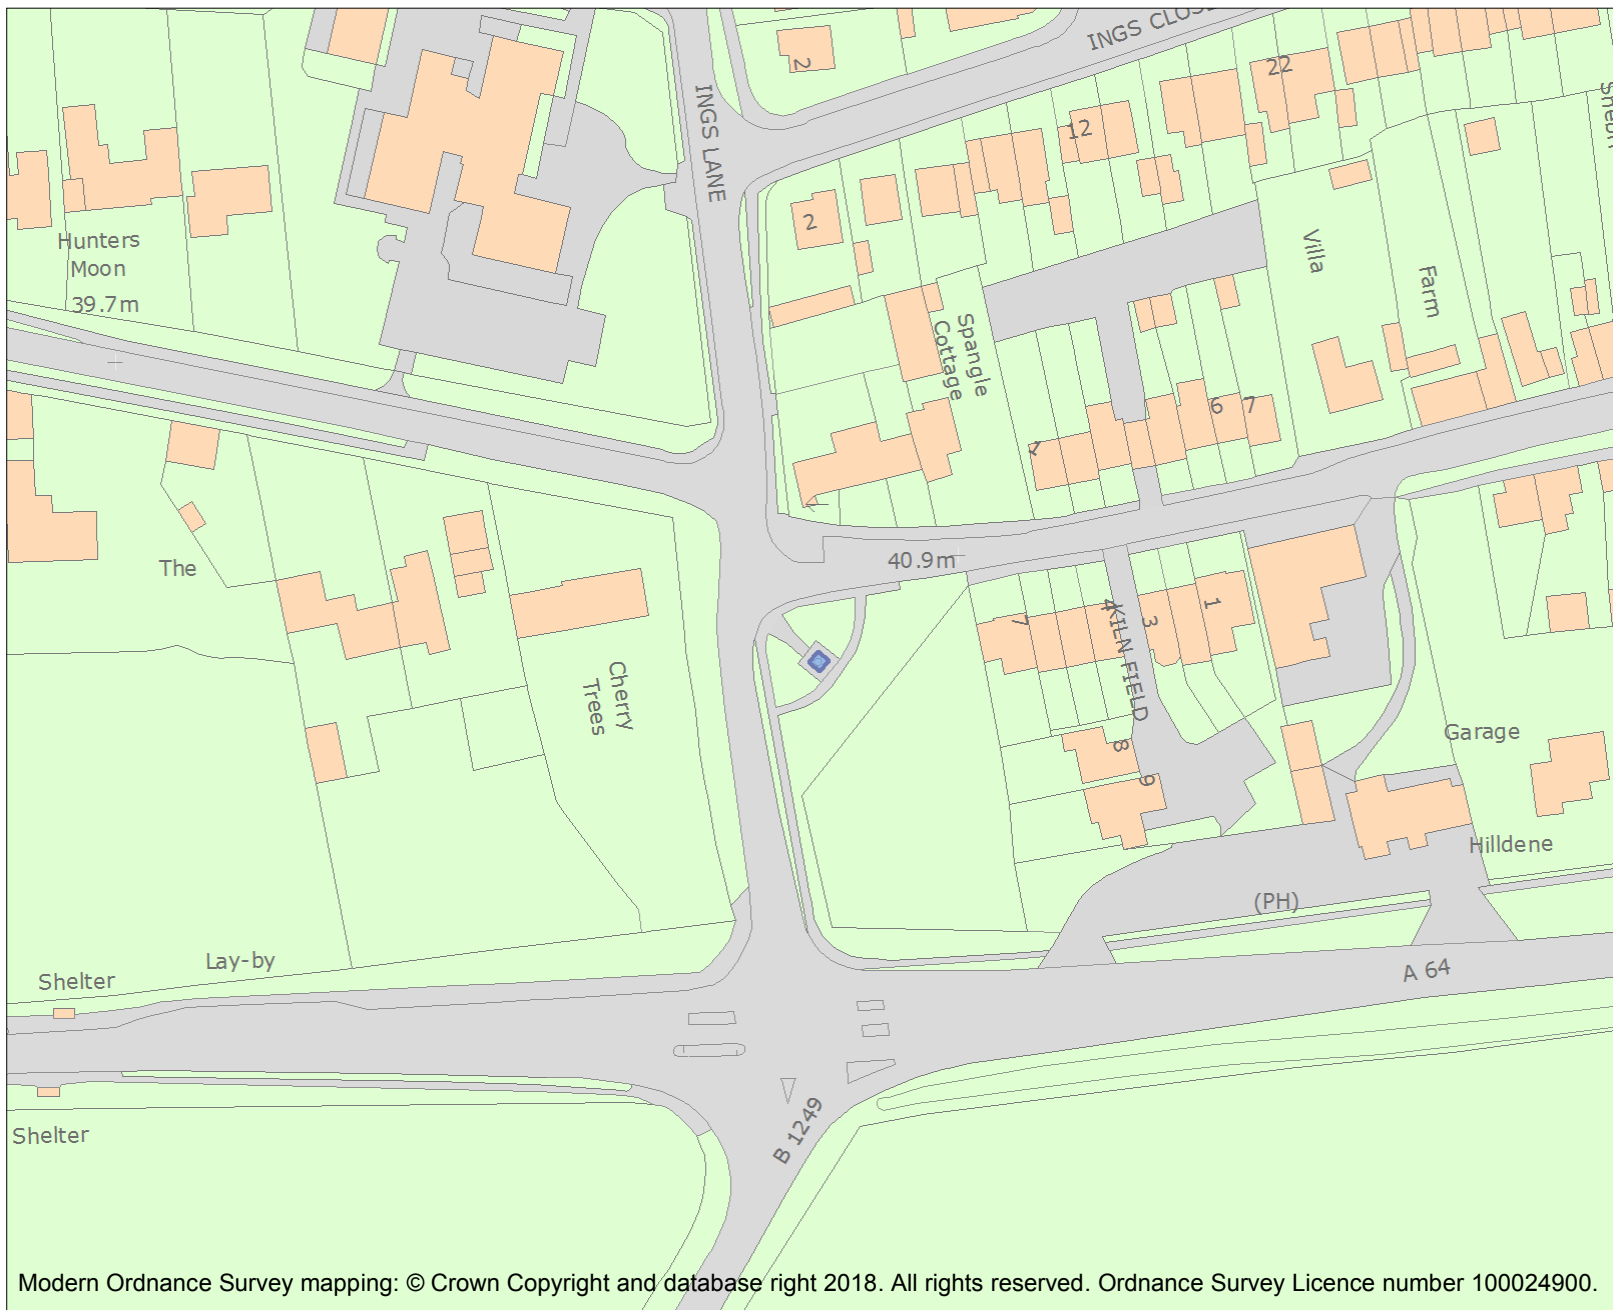 INGS CLOSE
2
22
INGS LANE
12
2
Hunters
Moon
39.7m
Villa
Farm
Spangle
Cottage
6
7
1
40.9m
The
7
4
3
1
KILN FIELD
Cherry
Trees
8
9
Garage
Hilldene
(PH)
Lay-by
Shelter
A 64
B 1249
Shelter
Modern Ordnance Survey mapping: © Crown Copyright and database right 2018. All rights reserved. Ordnance Survey Licence number 100024900.